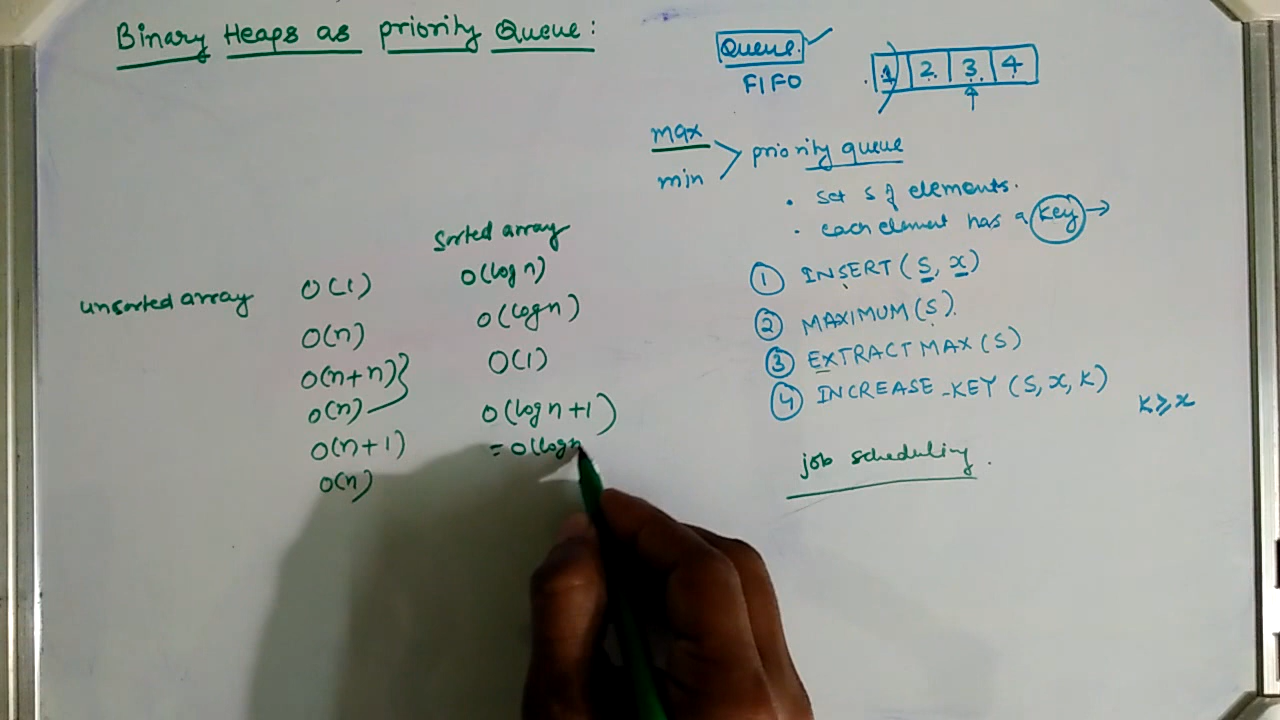 Binary Heaps as priority Queue:
Queue.
FIFO
1 2 3 4
max
min
priority queue
• Set S of elements.
• each element has a key →
① INSERT (S, x)
② MAXIMUM (S).
③ EXTRACT MAX (S)
④ INCREASE_KEY (S, x, K)
K ≥ x
job scheduling.
unsorted array
O(1)
O(n)
O(n+n)
O(n)
O(n+1)
O(n)
Sorted array
O(log n)
O(log n)
O(1)
O(log n + 1)
= O(log n